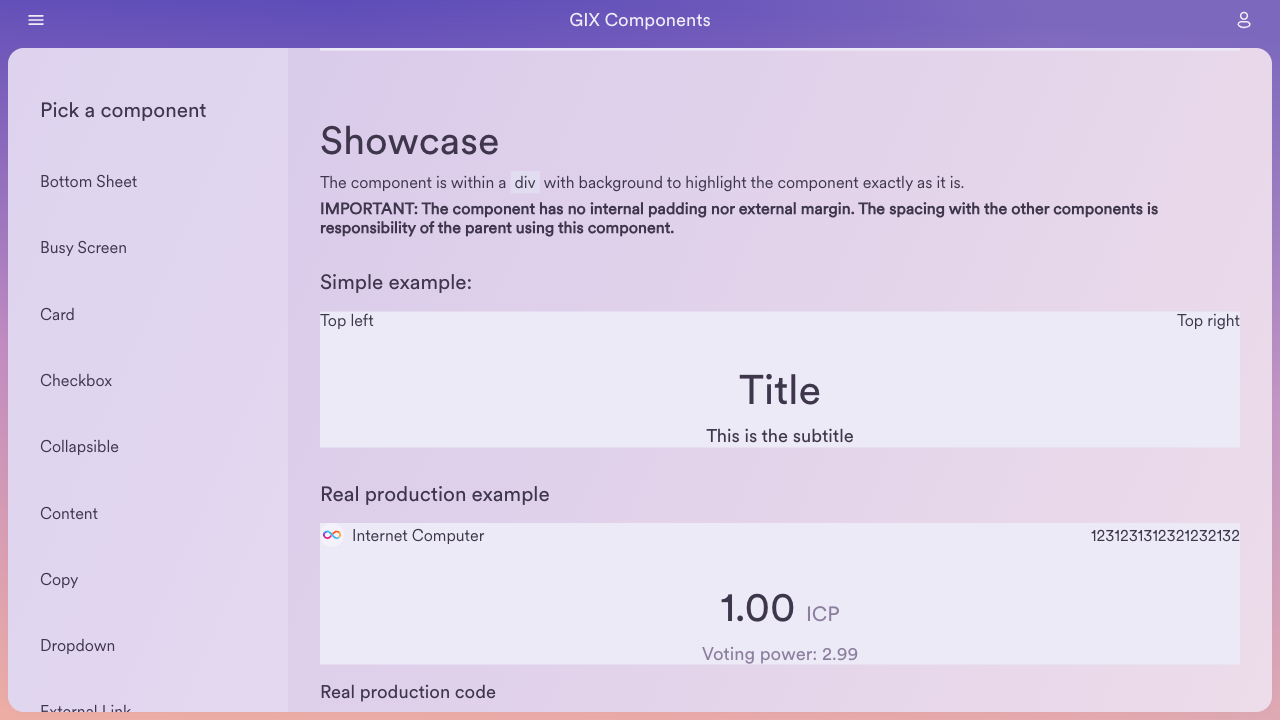 GIX Components
Pick a component
Bottom Sheet
Busy Screen
Card
Checkbox
Collapsible
Content
Copy
Dropdown
External Link
Showcase
The component is within a div with background to highlight the component exactly as it is.
IMPORTANT: The component has no internal padding nor external margin. The spacing with the other components is
responsibility of the parent using this component.
Simple example:
Top left
Top right
Title
This is the subtitle
Real production example
Internet Computer
1231231312321232132
1.00 ICP
Voting power: 2.99
Real production code